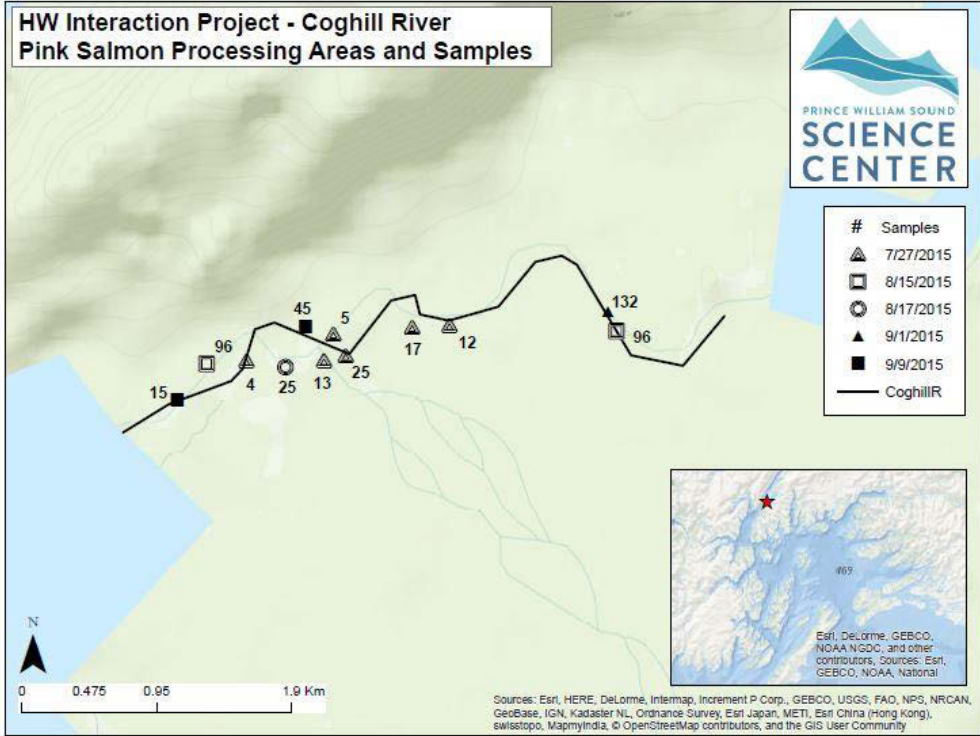 HW Interaction Project - Coghill River
Pink Salmon Processing Areas and Samples
PRINCE WILLIAM SOUND
SCIENCE
CENTER
# Samples
7/27/2015
8/15/2015
8/17/2015
9/1/2015
9/9/2015
CoghillR
132
96
45
5
17
12
96
4
25
13
25
15
469
Esri, DeLorme, GEBCO,
NOAA NGDC, and other
contributors, Sources: Esri,
GEBCO, NOAA, National
N
0 0.475 0.95 1.9 Km
Sources: Esri, HERE, DeLorme, Intermap, Increment P Corp., GEBCO, USGS, FAO, NPS, NRCAN,
GeoBase, IGN, Kadaster NL, Ordnance Survey, Esri Japan, METI, Esri China (Hong Kong),
swisstopo, MapmyIndia, © OpenStreetMap contributors, and the GIS User Community